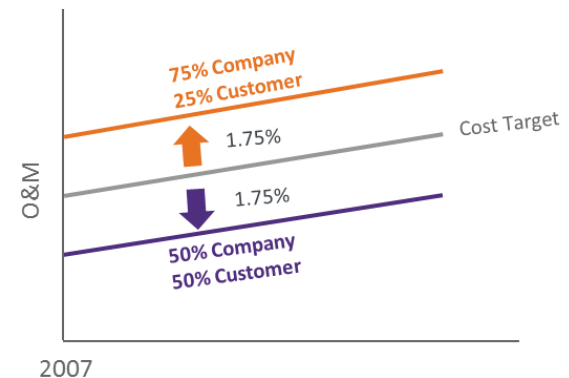 75% Company
25% Customer
1.75%
Cost Target
O&M
1.75%
50% Company
50% Customer
2007